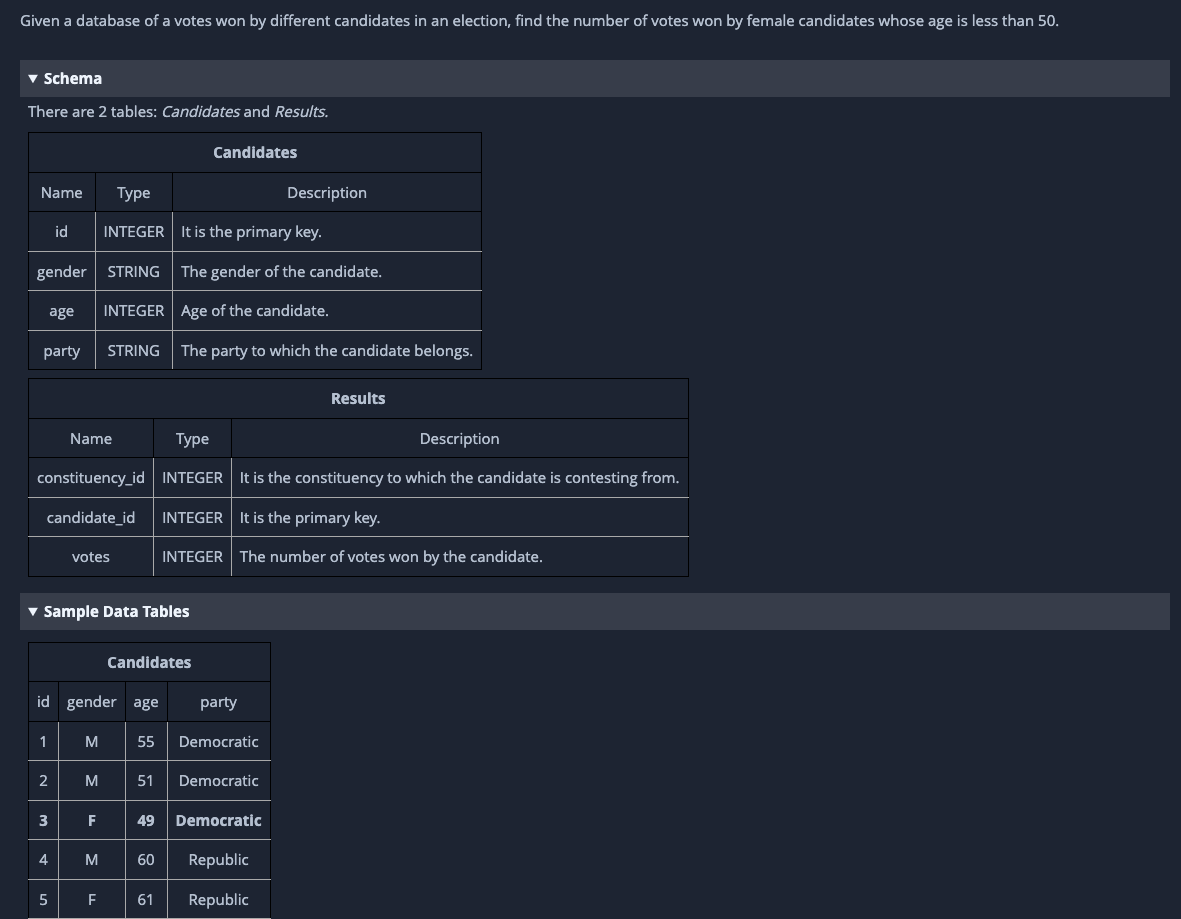 Given a database of a votes won by different candidates in an election, find the number of votes won by female candidates whose age is less than 50.
▼ Schema
There are 2 tables: Candidates and Results.
Candidates
Name Type Description
id INTEGER It is the primary key.
gender STRING The gender of the candidate.
age INTEGER Age of the candidate.
party STRING The party to which the candidate belongs.
Results
Name Type Description
constituency_id INTEGER It is the constituency to which the candidate is contesting from.
candidate_id INTEGER It is the primary key.
votes INTEGER The number of votes won by the candidate.
▼ Sample Data Tables
Candidates
id gender age party
1 M 55 Democratic
2 M 51 Democratic
3 F 49 Democratic
4 M 60 Republic
5 F 61 Republic